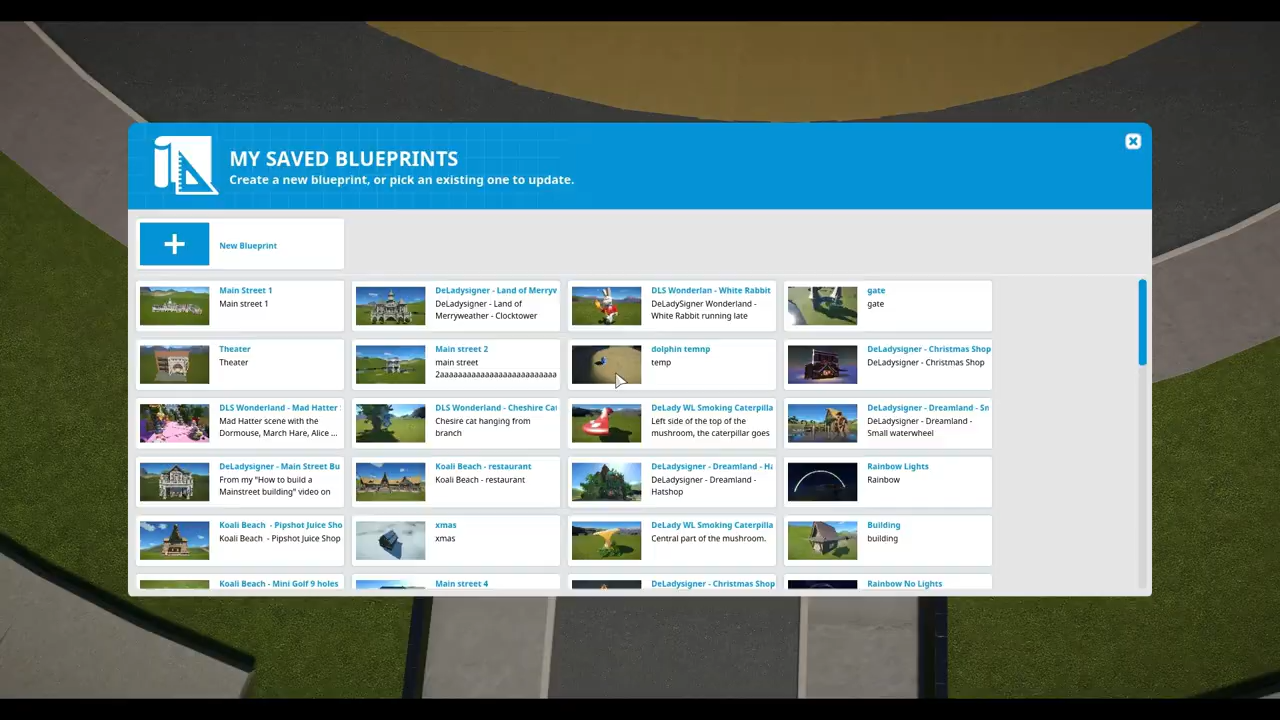 MY SAVED BLUEPRINTS
Create a new blueprint, or pick an existing one to update.
New Blueprint
Main Street 1
Main street 1
DeLadysigner - Land of Merryw
DeLadysigner - Land of
Merryweather - Clocktower
DLS Wonderlan - White Rabbit
DeLadySigner Wonderland -
White Rabbit running late
gate
gate
Theater
Theater
Main street 2
main street
2aaaaaaaaaaaaaaaaaaaaaaaaaa
dolphin temnp
temp
DeLadysigner - Christmas Shop
DeLadysigner - Christmas Shop
DLS Wonderland - Mad Hatter
Mad Hatter scene with the
Dormouse, March Hare, Alice ...
DLS Wonderland - Cheshire Cat
Chesire cat hanging from
branch
DeLady WL Smoking Caterpilla
Left side of the top of the
mushroom, the caterpillar goes
DeLadysigner - Dreamland - Sm
DeLadysigner - Dreamland -
Small waterwheel
DeLadysigner - Main Street Bu
From my "How to build a
Mainstreet building" video on
Koali Beach - restaurant
Koali Beach - restaurant
DeLadysigner - Dreamland - Ha
DeLadysigner - Dreamland -
Hatshop
Rainbow Lights
Rainbow
Koali Beach - Pipshot Juice Sho
Koali Beach - Pipshot Juice Shop
xmas
xmas
DeLady WL Smoking Caterpilla
Central part of the mushroom.
Building
building
Koali Beach - Mini Golf 9 holes
Main street 4
DeLadysigner - Christmas Shop
Rainbow No Lights